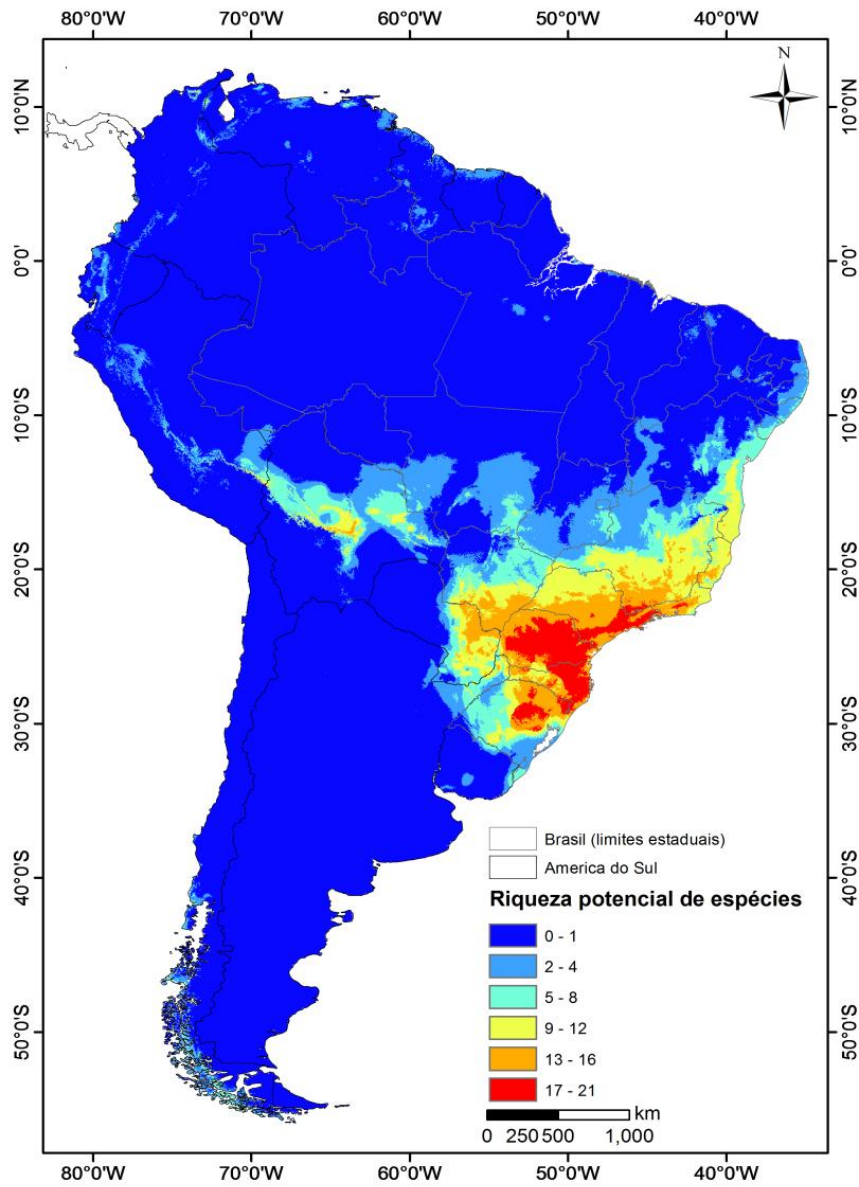 80°0'W 70°0'W 60°0'W 50°0'W 40°0'W
N
10°0'N 10°0'N
0°0' 0°0'
10°0'S 10°0'S
20°0'S 20°0'S
30°0'S 30°0'S
Brasil (limites estaduais)
America do Sul
40°0'S 40°0'S
Riqueza potencial de espécies
0 - 1
2 - 4
5 - 8
50°0'S 50°0'S
9 - 12
13 - 16
17 - 21
km
0 250 500 1,000
80°0'W 70°0'W 60°0'W 50°0'W 40°0'W